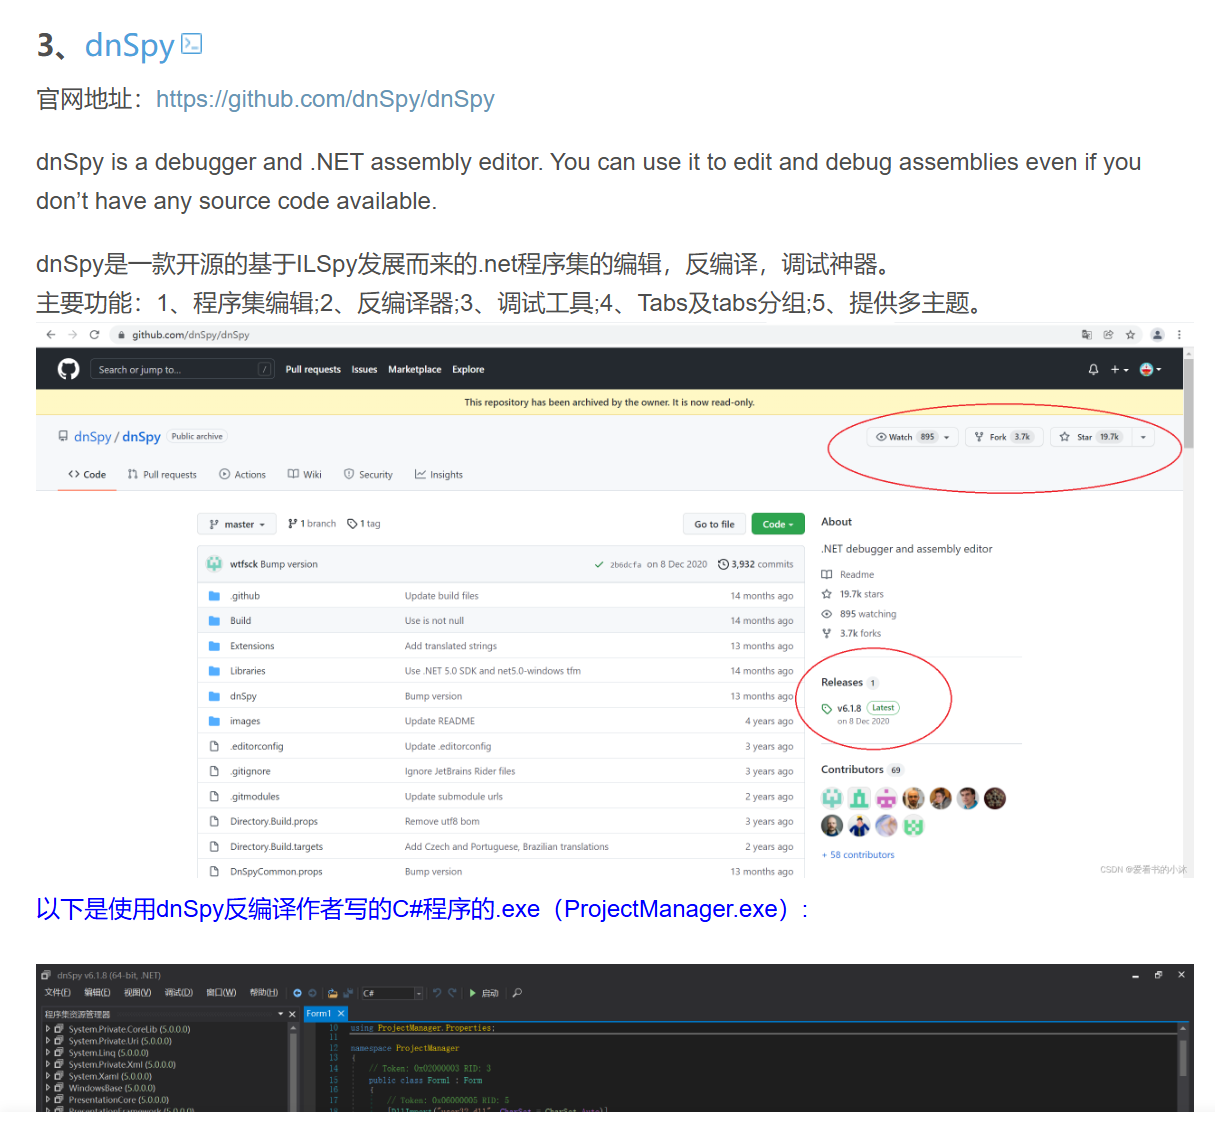 3、dnSpy
官网地址：https://github.com/dnSpy/dnSpy
dnSpy is a debugger and .NET assembly editor. You can use it to edit and debug assemblies even if you
don’t have any source code available.
dnSpy是一款开源的基于ILSpy发展而来的.net程序集的编辑，反编译，调试神器。
主要功能：1、程序集编辑;2、反编译器;3、调试工具;4、Tabs及tabs分组;5、提供多主题。
github.com/dnSpy/dnSpy
Search or jump to... / Pull requests Issues Marketplace Explore
This repository has been archived by the owner. It is now read-only.
dnSpy / dnSpy Public archive Watch 895 Fork 3.7k Star 19.7k
Code Pull requests Actions Wiki Security Insights
master 1 branch 1 tag Go to file Code
wtfsck Bump version 2b6dcfa on 8 Dec 2020 3,932 commits
.github Update build files 14 months ago
Build Use is not null 14 months ago
Extensions Add translated strings 13 months ago
Libraries Use .NET 5.0 SDK and net5.0-windows tfm 14 months ago
dnSpy Bump version 13 months ago
images Update README 4 years ago
.editorconfig Update .editorconfig 3 years ago
.gitignore Ignore JetBrains Rider files 3 years ago
.gitmodules Update submodule urls 2 years ago
Directory.Build.props Remove utf8 bom 3 years ago
Directory.Build.targets Add Czech and Portuguese, Brazilian translations 2 years ago
DnSpyCommon.props Bump version 13 months ago
About
.NET debugger and assembly editor
Readme
19.7k stars
895 watching
3.7k forks
Releases 1
v6.1.8 Latest
on 8 Dec 2020
Contributors 69
+ 58 contributors
CSDN @爱看书的小沐
以下是使用dnSpy反编译作者写的C#程序的.exe（ProjectManager.exe）:
dnSpy v6.1.8 (64-bit, .NET)
文件(F) 编辑(E) 视图(V) 调试(D) 窗口(W) 帮助(H) C# 启动
程序集资源管理器
System.Private.CoreLib (5.0.0.0)
System.Private.Uri (5.0.0.0)
System.Linq (5.0.0.0)
System.Private.Xml (5.0.0.0)
System.Xaml (5.0.0.0)
WindowsBase (5.0.0.0)
PresentationCore (5.0.0.0)
PresentationFramework (5.0.0.0)
Form1
10 using ProjectManager.Properties;
11
12 namespace ProjectManager
13 {
14 // Token: 0x02000003 RID: 3
15 public class Form1 : Form
16 {
17 // Token: 0x06000005 RID: 5
18 [DllImport("user32.dll", CharSet = CharSet.Auto)]